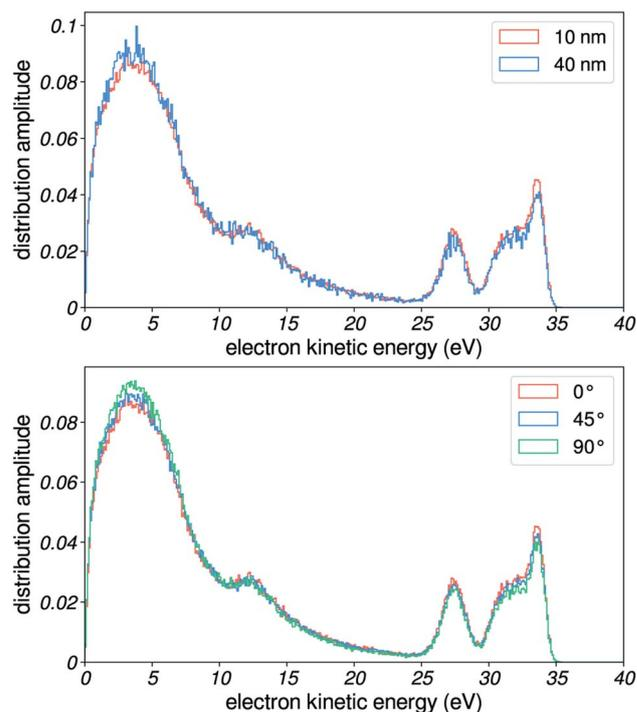 0.1
0.08
0.06
0.04
0.02
0
distribution amplitude
10 nm
40 nm
0 5 10 15 20 25 30 35 40
electron kinetic energy (eV)
0.08
0.06
0.04
0.02
0
distribution amplitude
0°
45°
90°
0 5 10 15 20 25 30 35 40
electron kinetic energy (eV)